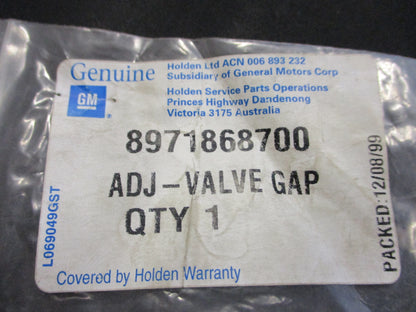 Genuine
GM
Holden Ltd ACN 006 893 232
Subsidiary of General Motors Corp
Holden Service Parts Operations
Princes Highway Dandenong
Victoria 3175 Australia
8971868700
ADJ-VALVE GAP
QTY 1
L069049GST
PACKED:12/08/99
Covered by Holden Warranty